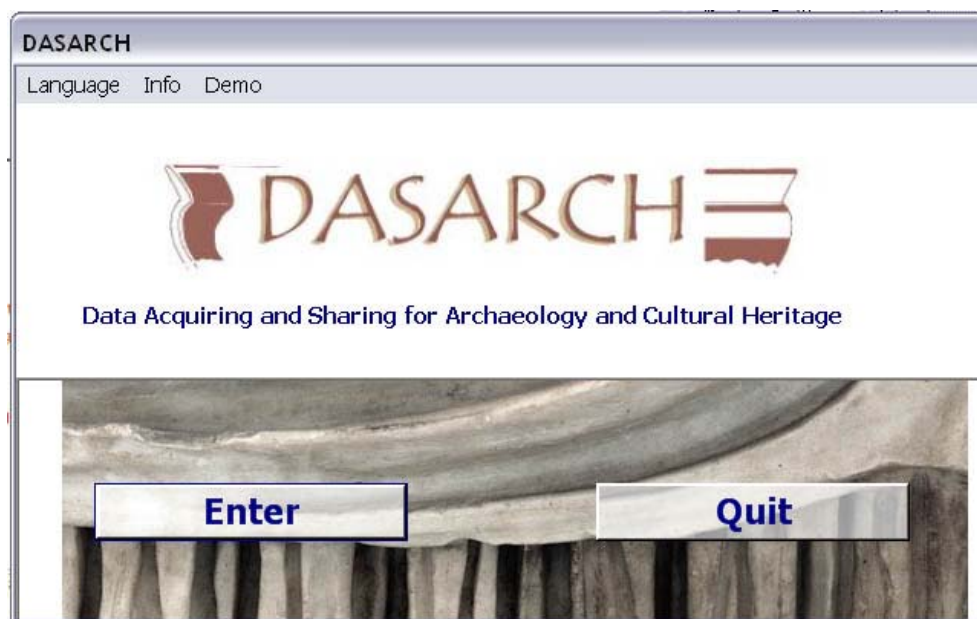 DASARCH
Language Info Demo
DASARCH
Data Acquiring and Sharing for Archaeology and Cultural Heritage
Enter Quit